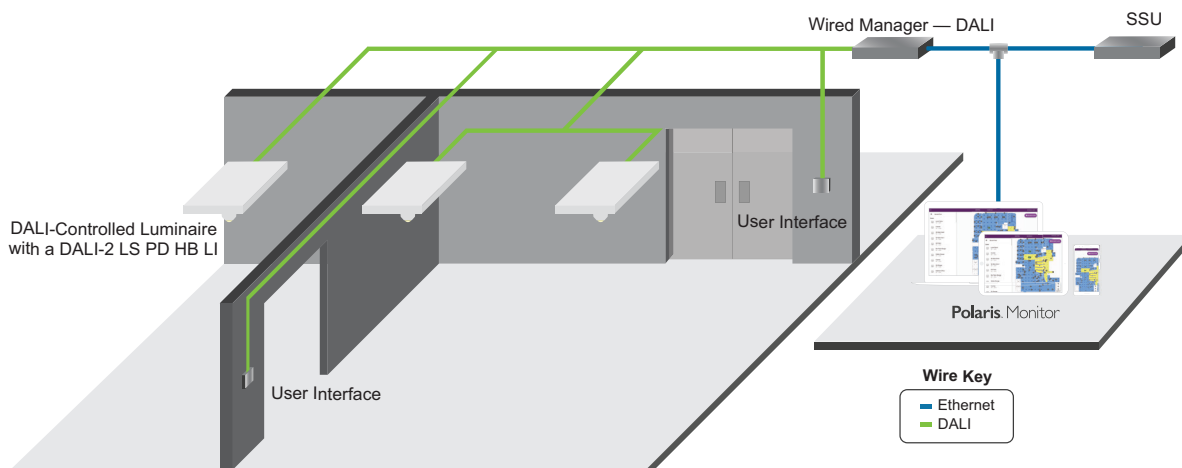 Wired Manager — DALI
SSU
DALI-Controlled Luminaire
with a DALI-2 LS PD HB LI
User Interface
User Interface
Polaris. Monitor
Wire Key
Ethernet
DALI